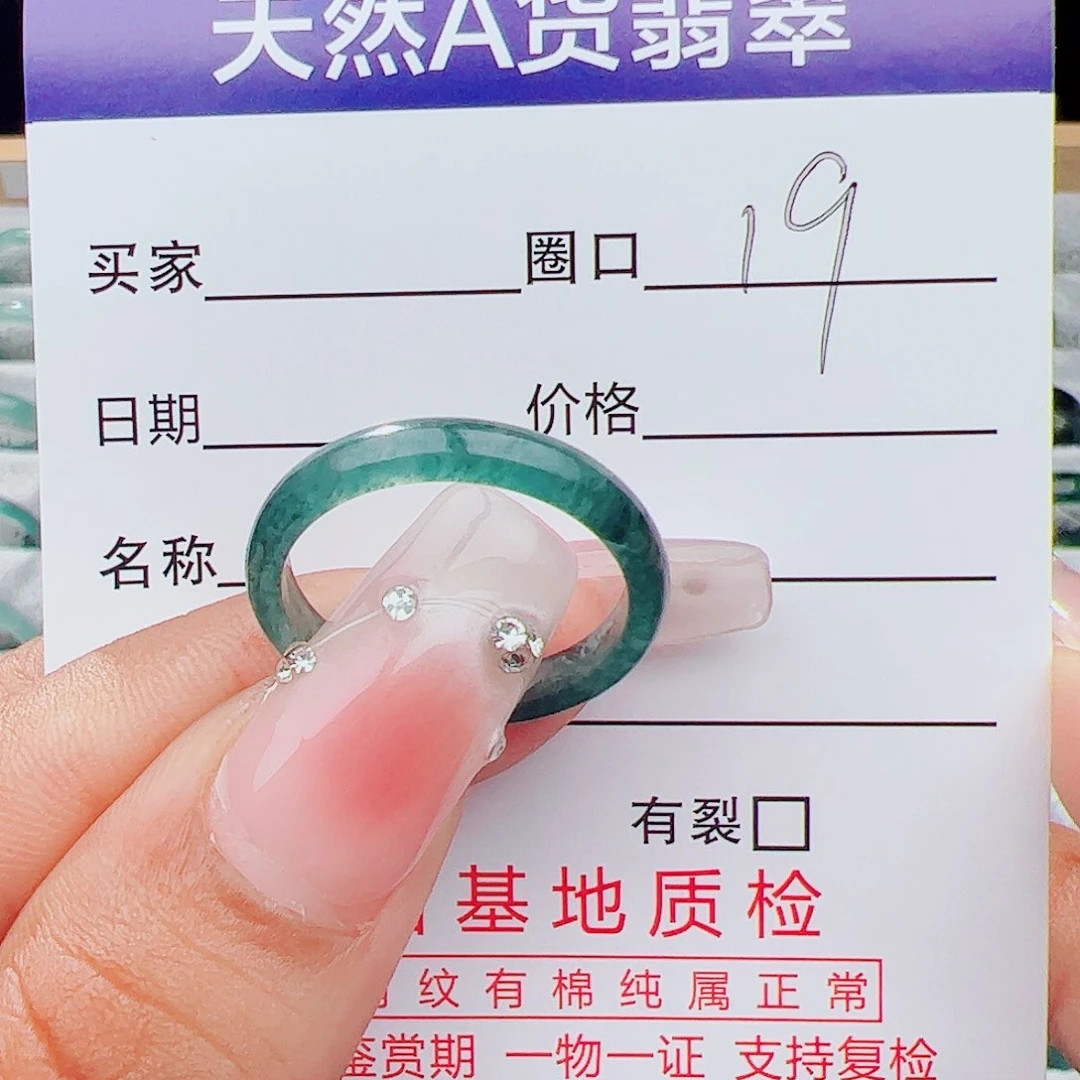 天然A货翡翠
买家 圈口 19
日期 价格
名称
有裂
基地质检
纹有棉纯属正常
鉴赏期 一物一证 支持复检